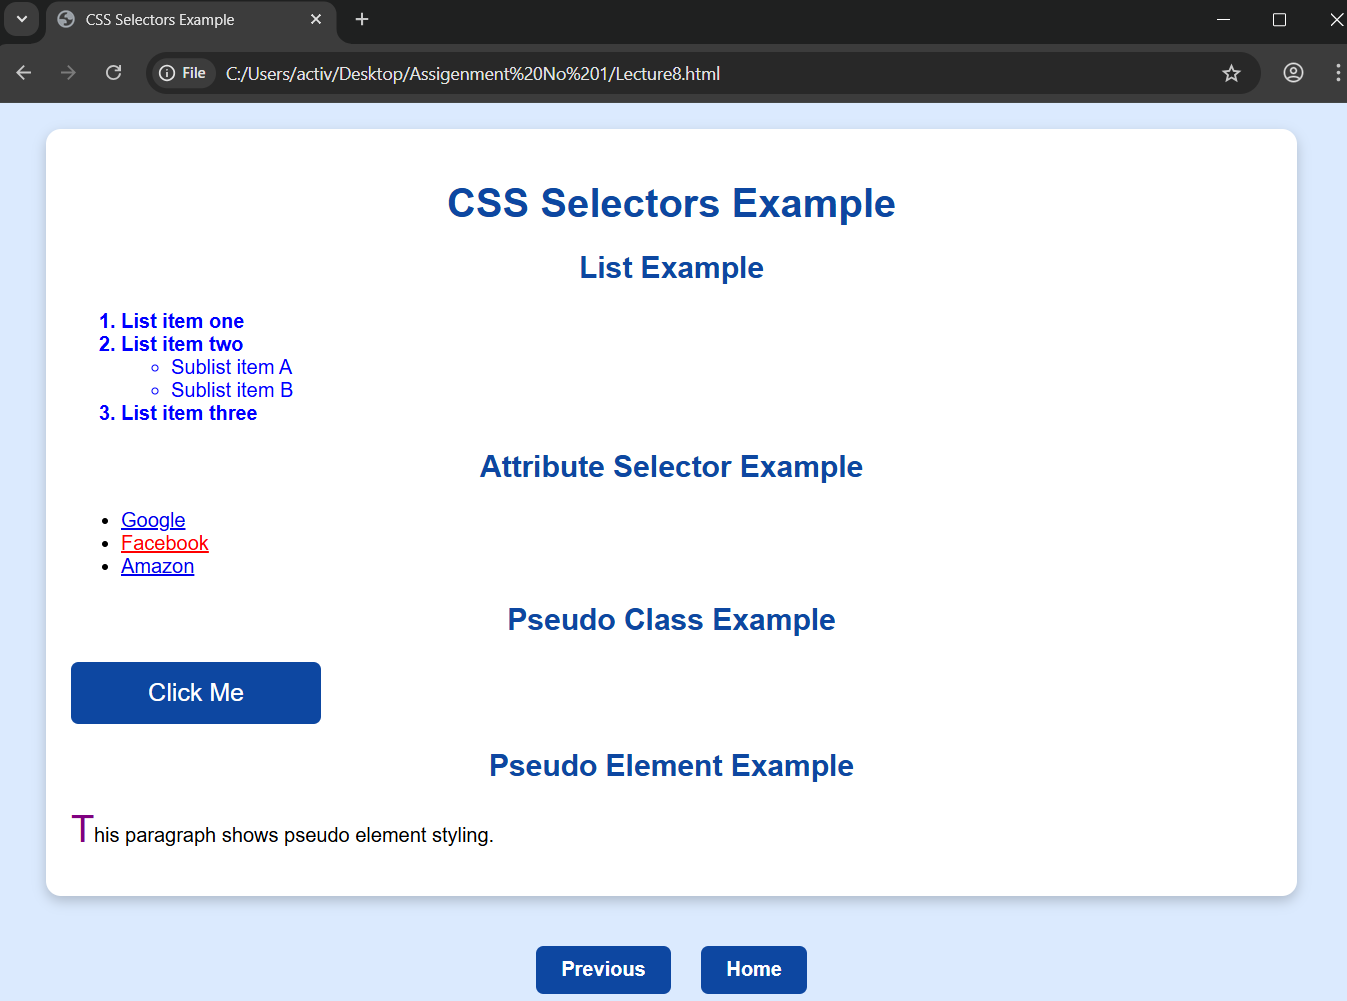 CSS Selectors Example
File C:/Users/activ/Desktop/Assigenment%20No%201/Lecture8.html
CSS Selectors Example
List Example
1. List item one
2. List item two
Sublist item A
Sublist item B
3. List item three
Attribute Selector Example
Google
Facebook
Amazon
Pseudo Class Example
Click Me
Pseudo Element Example
This paragraph shows pseudo element styling.
Previous Home